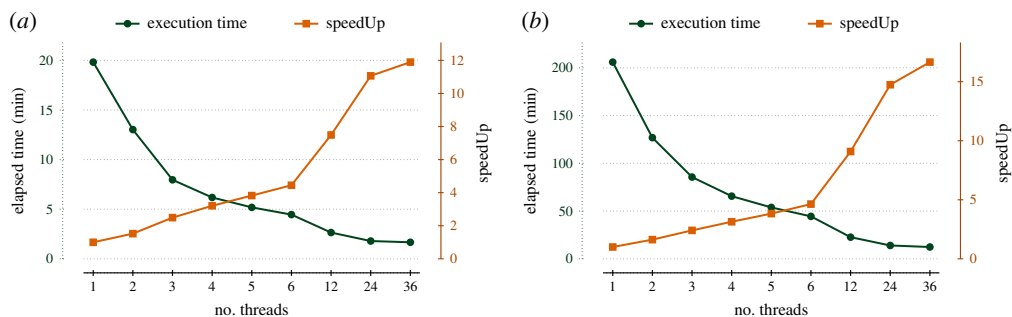 (a)
execution time
speedUp
elapsed time (min)
20
15
10
5
0
12
10
8
6
4
2
0
speedUp
1 2 3 4 5 6 12 24 36
no. threads
(b)
execution time
speedUp
elapsed time (min)
200
150
100
50
0
15
10
5
0
speedUp
1 2 3 4 5 6 12 24 36
no. threads